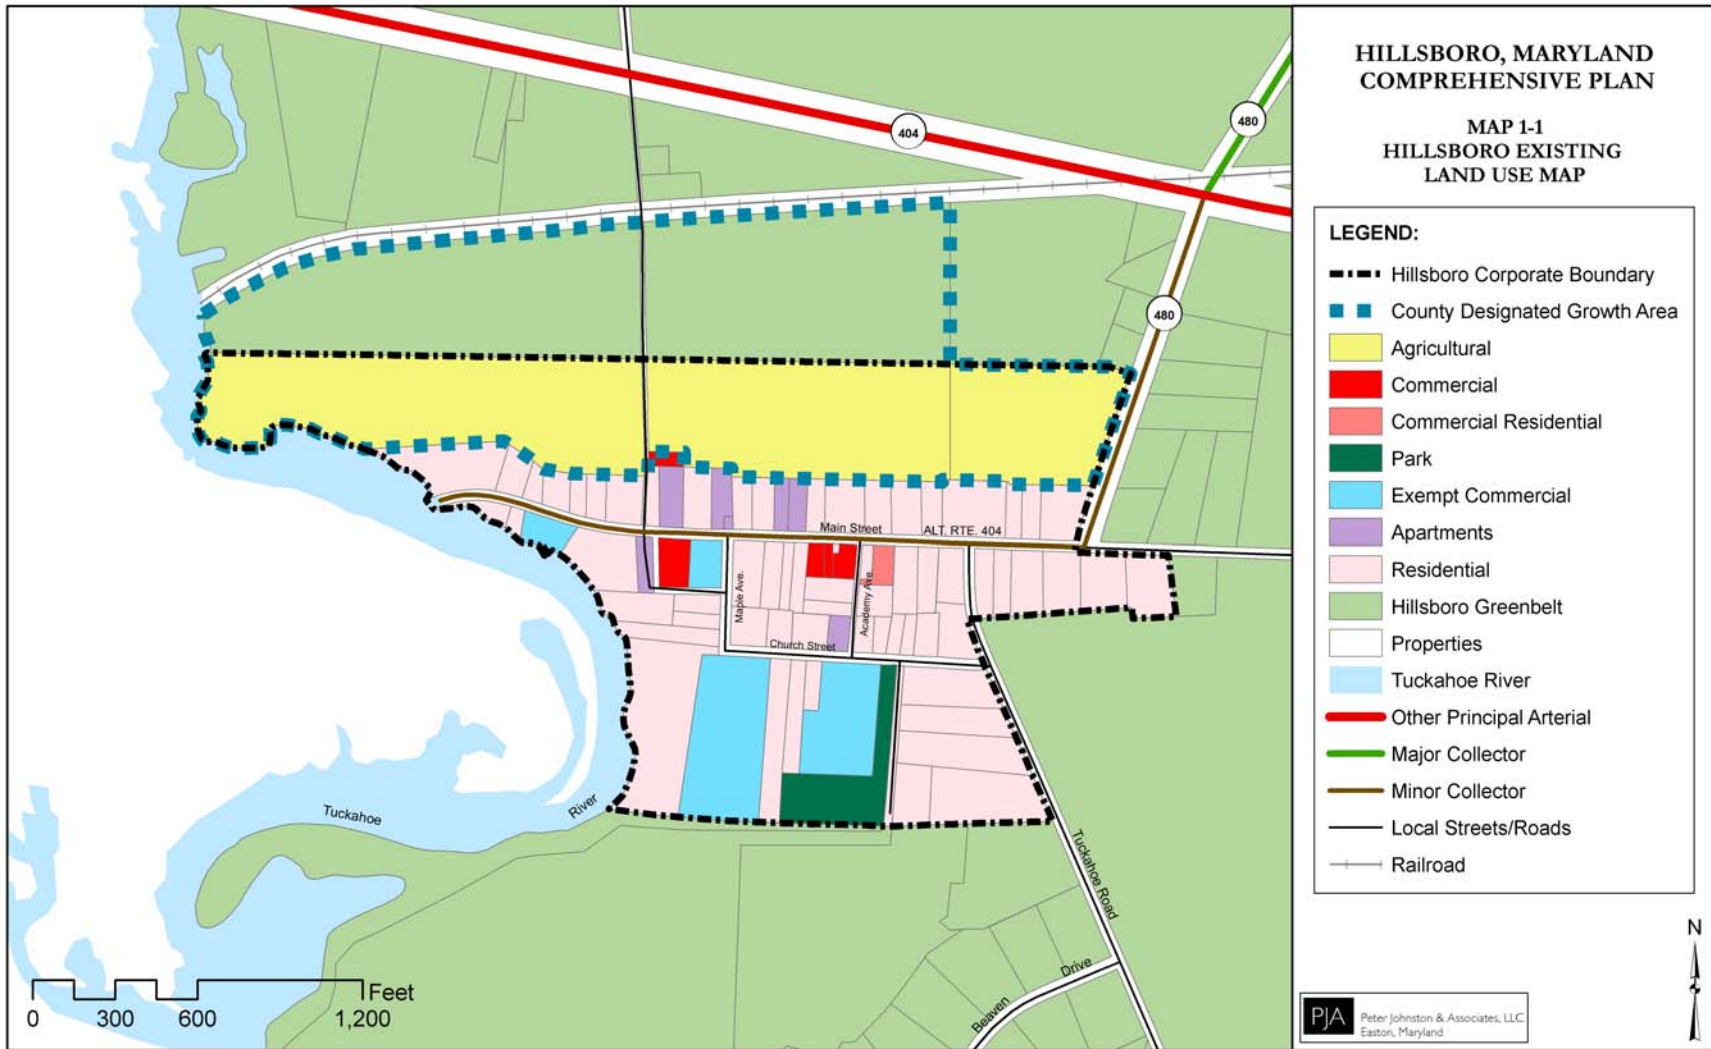 HILLSBORO, MARYLAND
COMPREHENSIVE PLAN
MAP 1-1
HILLSBORO EXISTING
LAND USE MAP
LEGEND:
Hillsboro Corporate Boundary
County Designated Growth Area
Agricultural
Commercial
Commercial Residential
Park
Exempt Commercial
Apartments
Residential
Hillsboro Greenbelt
Properties
Tuckahoe River
Other Principal Arterial
Major Collector
Minor Collector
Local Streets/Roads
Railroad
404
480
480
Main Street
ALT. RTE. 404
Maple Ave.
Academy Ave.
Church Street
Tuckahoe
River
Tuckahoe Road
Beaven
Drive
Feet
0 300 600 1,200
N
PJA
Peter Johnston & Associates, LLC
Easton, Maryland